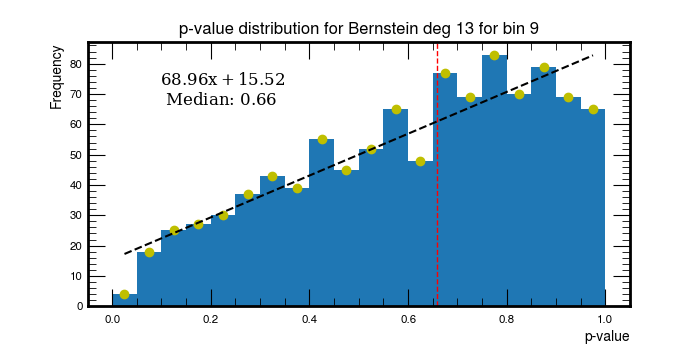 p-value distribution for Bernstein deg 13 for bin 9
Frequency
80
70
60
50
40
30
20
10
0
68.96x + 15.52
Median: 0.66
0.0 0.2 0.4 0.6 0.8 1.0
p-value